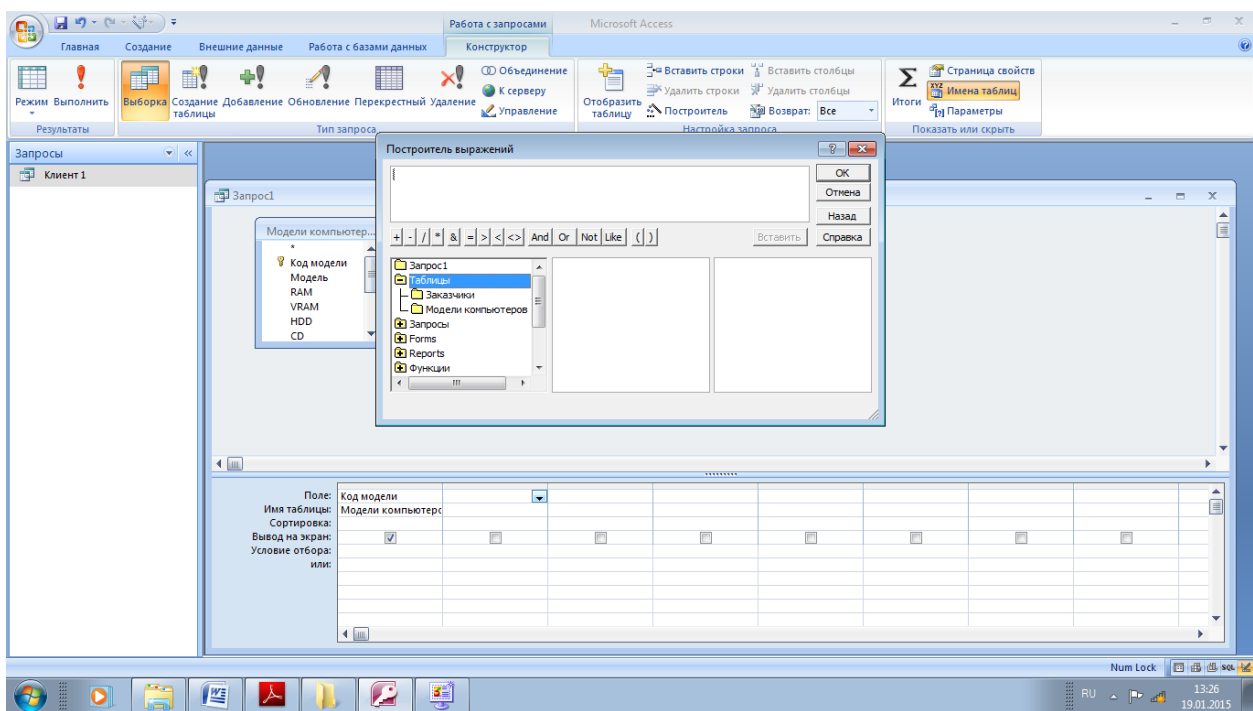 Работа с запросами Microsoft Access
Главная Создание Внешние данные Работа с базами данных Конструктор
Режим Выполнить
Выборка Создание таблицы Добавление Обновление Перекрестный Удаление
Объединение
К серверу
Управление
Отобразить таблицу
Вставить строки
Удалить строки
Построитель
Вставить столбцы
Удалить столбцы
Возврат: Все
Итоги
Страница свойств
Имена таблиц
Параметры
Результаты Тип запроса Настройка запроса Показать или скрыть
Запросы
Клиент 1
Запрос1
Модели компьютер...
*
Код модели
Модель
RAM
VRAM
HDD
CD
Построитель выражений
OK
Отмена
Назад
+ - / * & = > < <> And Or Not Like ( ) Вставить Справка
Запрос1
Таблицы
Заказчики
Модели компьютеров
Запросы
Forms
Reports
Функции
Поле: Код модели
Имя таблицы: Модели компьютерс
Сортировка:
Вывод на экран:
Условие отбора:
или:
Num Lock SQL
RU 13:26
19.01.2015